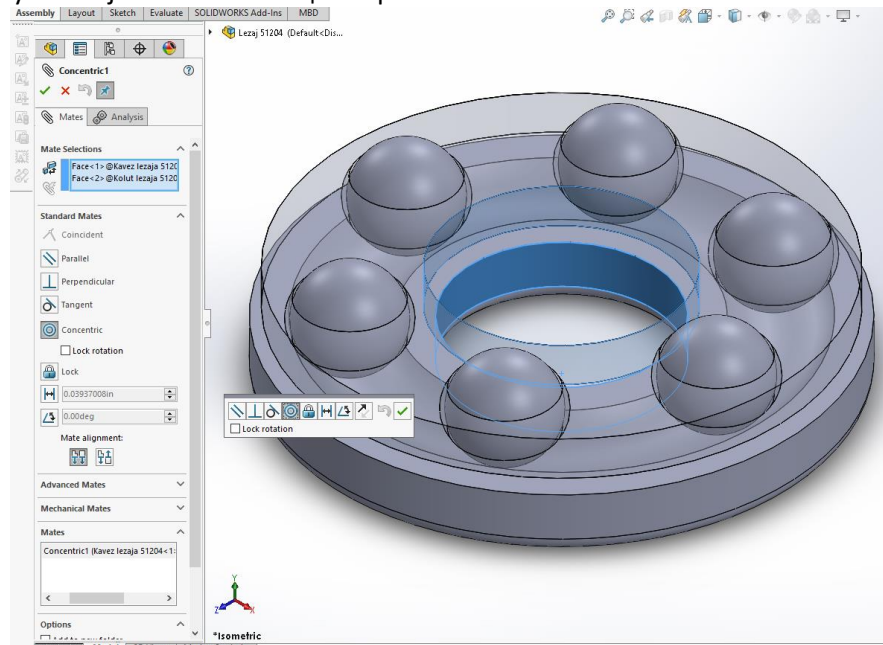 Assembly Layout Sketch Evaluate SOLIDWORKS Add-Ins MBD
Lezaj 51204 (Default<Dis...
Concentric1
Mates Analysis
Mate Selections
Face<1>@Kavez lezaja 5120
Face<2>@Kolut lezaja 5120
Standard Mates
Coincident
Parallel
Perpendicular
Tangent
Concentric
Lock rotation
Lock
0.03937008in
0.00deg
Lock rotation
Mate alignment:
Advanced Mates
Mechanical Mates
Mates
Concentric1 (Kavez lezaja 51204<1>
Y
Z
X
Options
*Isometric